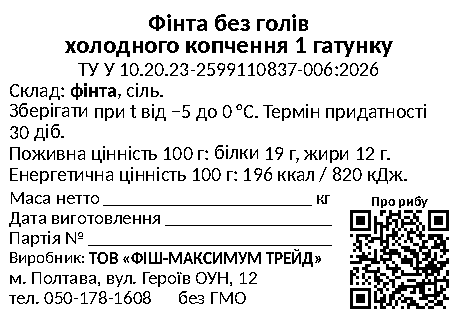 Фінта без голів
холодного копчення 1 гатунку
ТУ У 10.20.23-2599110837-006:2026
Склад: фінта, сіль.
Зберігати при t від –5 до 0 °С. Термін придатності
30 діб.
Поживна цінність 100 г: білки 19 г, жири 12 г.
Енергетична цінність 100 г: 196 ккал / 820 кДж.
Маса нетто ______________________ кг
Дата виготовлення
Партія №
Про рибу
Виробник: ТОВ «ФІШ-МАКСИМУМ ТРЕЙД»
м. Полтава, вул. Героїв ОУН, 12
тел. 050-178-1608 без ГМО